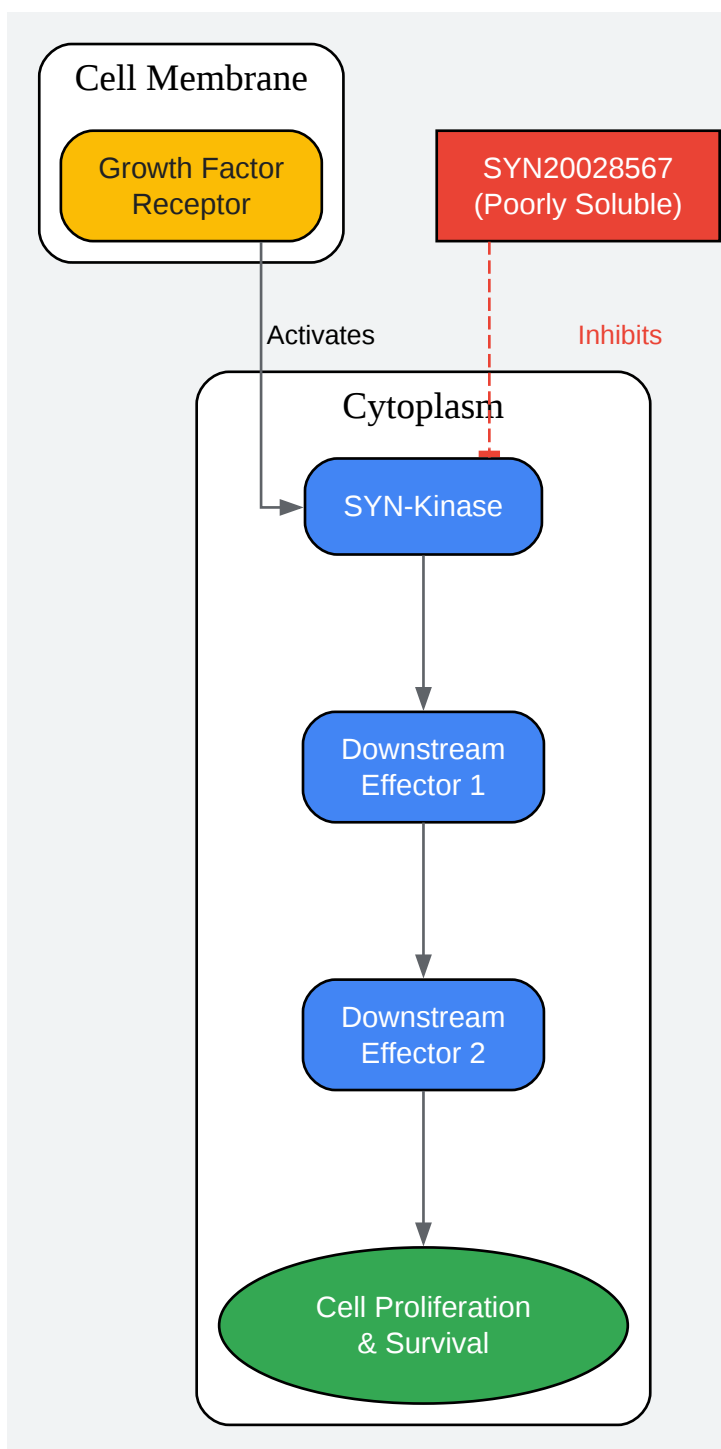 Cell Membrane
Growth Factor
Receptor
SYN20028567
(Poorly Soluble)
Activates
Inhibits
Cytoplasm
SYN-Kinase
Downstream
Effector 1
Downstream
Effector 2
Cell Proliferation
& Survival